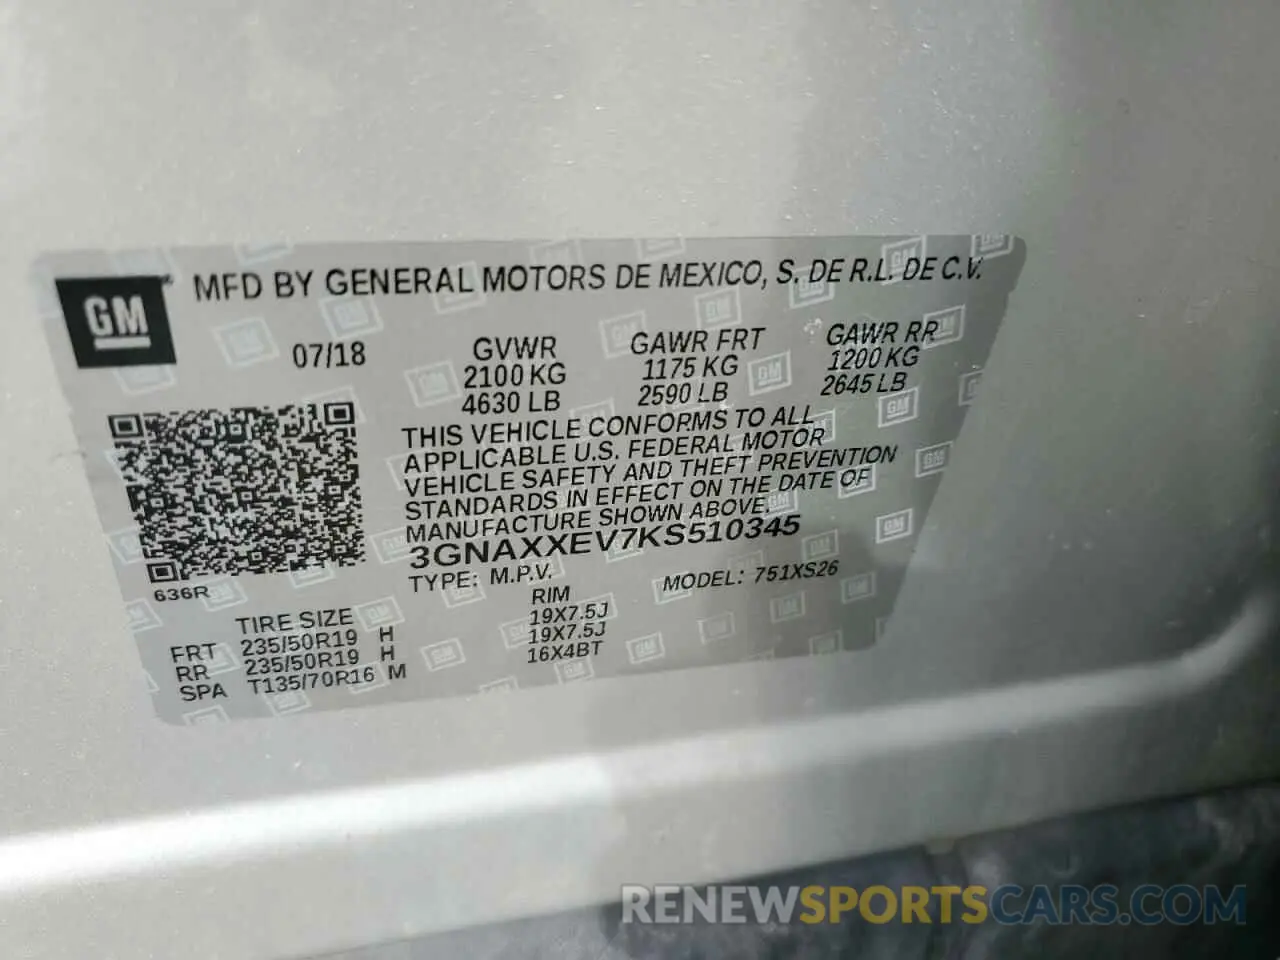 GM
MFD BY GENERAL MOTORS DE MEXICO, S. DE R.L. DE C.V.
07/18
GVWR
2100 KG
4630 LB
GAWR FRT
1175 KG
2590 LB
GAWR RR
1200 KG
2645 LB
THIS VEHICLE CONFORMS TO ALL
APPLICABLE U.S. FEDERAL MOTOR
VEHICLE SAFETY AND THEFT PREVENTION
STANDARDS IN EFFECT ON THE DATE OF
MANUFACTURE SHOWN ABOVE.
3GNAXXEV7KS510345
TYPE: M.P.V. MODEL: 751XS26
636R
TIRE SIZE RIM
FRT 235/50R19 H 19X7.5J
RR 235/50R19 H 19X7.5J
SPA T135/70R16 M 16X4BT
RENEWSPORTSCARS.COM